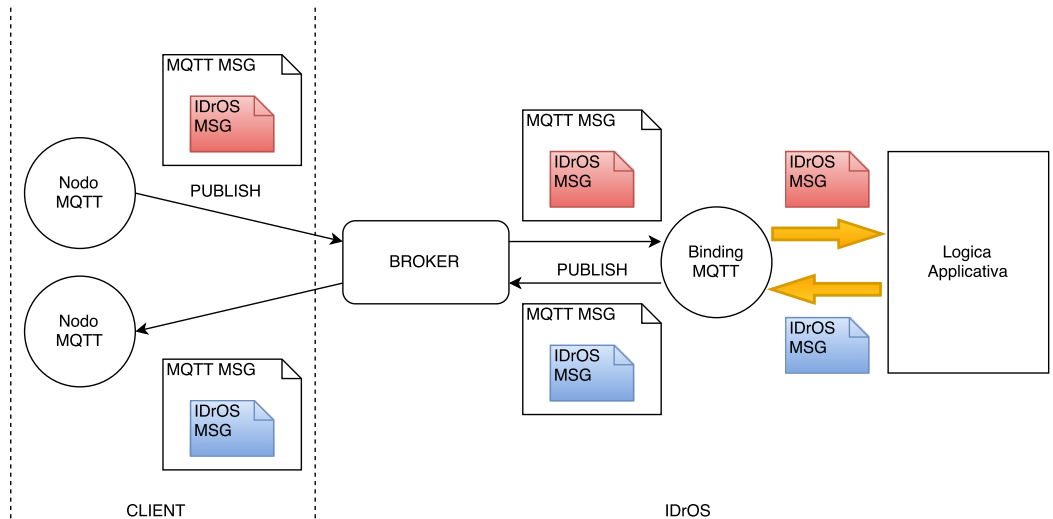 MQTT MSG
IDrOS
MSG
Nodo
MQTT
PUBLISH
Nodo
MQTT
MQTT MSG
IDrOS
MSG
CLIENT
BROKER
MQTT MSG
IDrOS
MSG
PUBLISH
MQTT MSG
IDrOS
MSG
Binding
MQTT
IDrOS
MSG
IDrOS
MSG
Logica
Applicativa
IDrOS